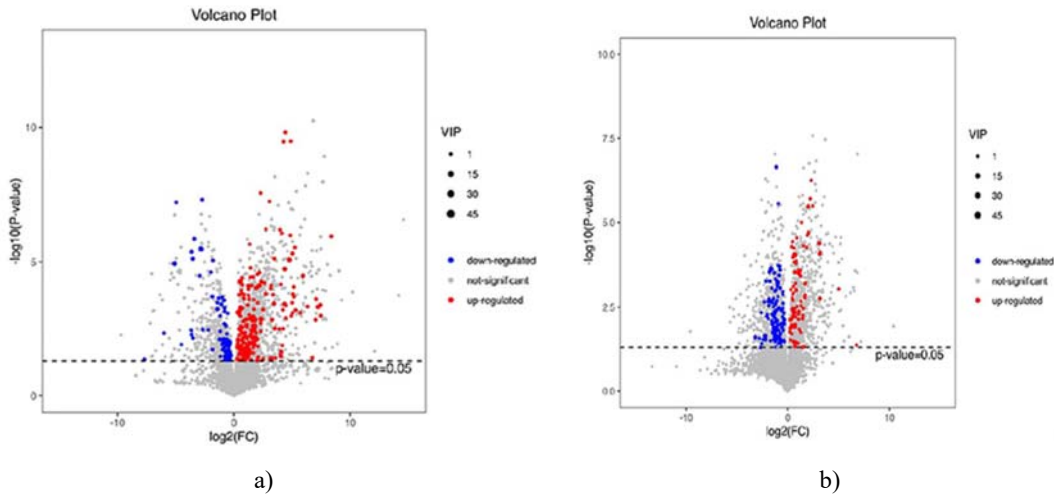 Volcano Plot
-log10(P-value)
10
5
0
-10
0
10
log2(FC)
p-value=0.05
VIP
1
15
30
45
down-regulated
not-significant
up-regulated
a)
Volcano Plot
-log10(P-value)
10.0
7.5
5.0
2.5
0.0
-10
0
10
log2(FC)
p-value=0.05
VIP
1
15
30
45
down-regulated
not-significant
up-regulated
b)